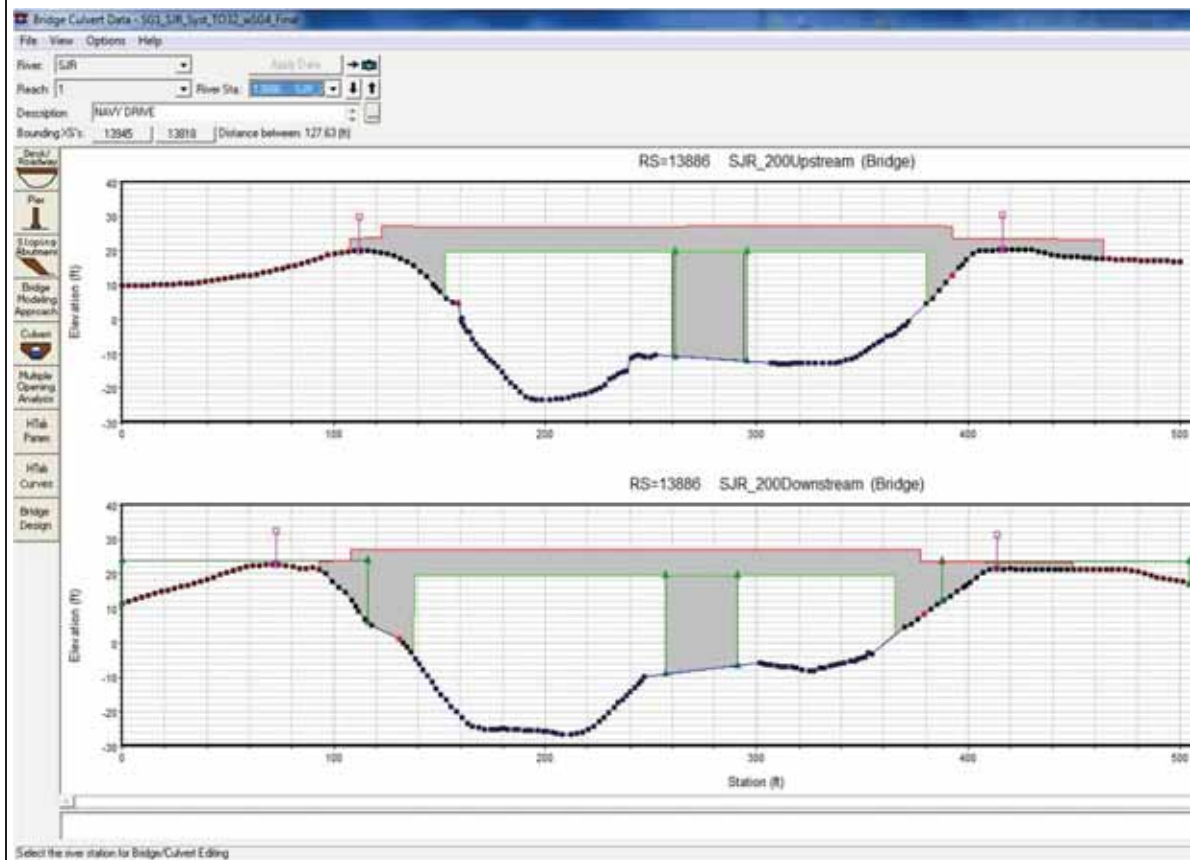 Bridge Culvert Data - SG1_SJR_Syst_TO32_wSG4_Final
File View Options Help
River: SJR Apply Data
Reach: 1 River Sta.: 13886 SJR_
Description NAVY DRIVE ...
Bounding XS's: 13945 13818 Distance between: 127.63 (ft)
Deck/
Roadway
Pier
Sloping
Abutment
Bridge
Modeling
Approach
Culvert
Multiple
Opening
Analysis
HTab
Param.
HTab
Curves
Bridge
Design
RS=13886 SJR_200Upstream (Bridge)
Elevation (ft)
40
30
20
10
0
-10
-20
-30
0 100 200 300 400 500
RS=13886 SJR_200Downstream (Bridge)
Elevation (ft)
40
30
20
10
0
-10
-20
-30
0 100 200 300 400 500
Station (ft)
Select the river station for Bridge/Culvert Editing